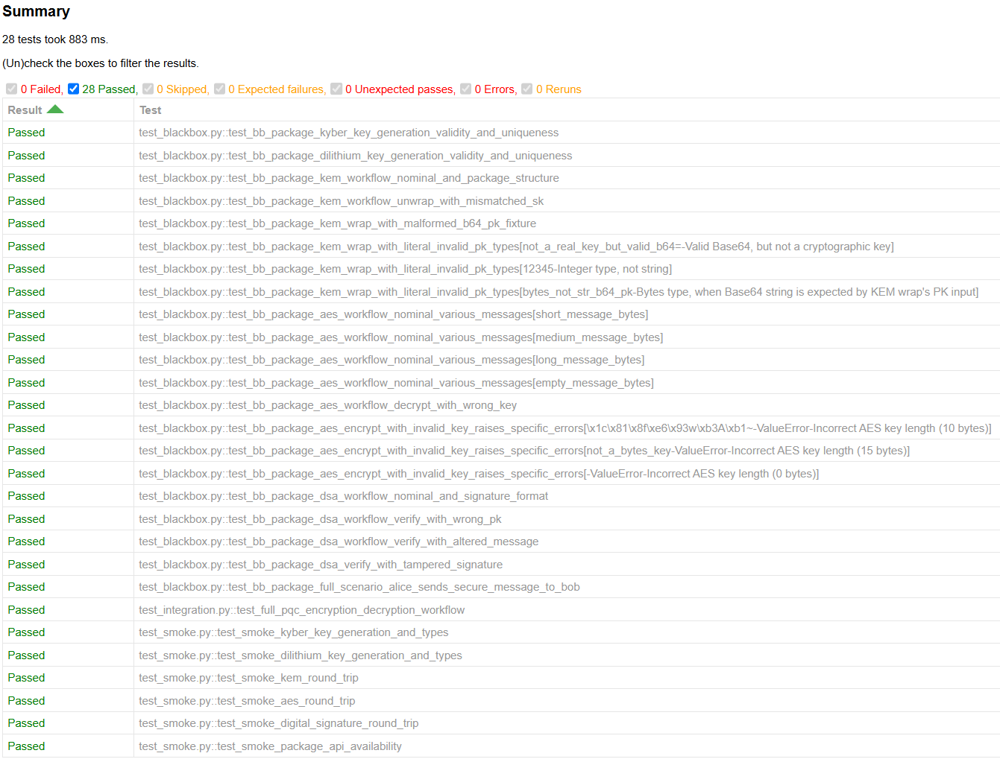 Summary
28 tests took 883 ms.
(Un)check the boxes to filter the results.
0 Failed, 28 Passed, 0 Skipped, 0 Expected failures, 0 Unexpected passes, 0 Errors, 0 Reruns
Result Test
Passed test_blackbox.py::test_bb_package_kyber_key_generation_validity_and_uniqueness
Passed test_blackbox.py::test_bb_package_dilithium_key_generation_validity_and_uniqueness
Passed test_blackbox.py::test_bb_package_kem_workflow_nominal_and_package_structure
Passed test_blackbox.py::test_bb_package_kem_workflow_unwrap_with_mismatched_sk
Passed test_blackbox.py::test_bb_package_kem_wrap_with_malformed_b64_pk_fixture
Passed test_blackbox.py::test_bb_package_kem_wrap_with_literal_invalid_pk_types[not_a_real_key_but_valid_b64=-Valid Base64, but not a cryptographic key]
Passed test_blackbox.py::test_bb_package_kem_wrap_with_literal_invalid_pk_types[12345-Integer type, not string]
Passed test_blackbox.py::test_bb_package_kem_wrap_with_literal_invalid_pk_types[bytes_not_str_b64_pk-Bytes type, when Base64 string is expected by KEM wrap's PK input]
Passed test_blackbox.py::test_bb_package_aes_workflow_nominal_various_messages[short_message_bytes]
Passed test_blackbox.py::test_bb_package_aes_workflow_nominal_various_messages[medium_message_bytes]
Passed test_blackbox.py::test_bb_package_aes_workflow_nominal_various_messages[long_message_bytes]
Passed test_blackbox.py::test_bb_package_aes_workflow_nominal_various_messages[empty_message_bytes]
Passed test_blackbox.py::test_bb_package_aes_workflow_decrypt_with_wrong_key
Passed test_blackbox.py::test_bb_package_aes_encrypt_with_invalid_key_raises_specific_errors[\x1c\x81\x8f\xe6\x93w\xb3A\xb1~-ValueError-Incorrect AES key length (10 bytes)]
Passed test_blackbox.py::test_bb_package_aes_encrypt_with_invalid_key_raises_specific_errors[not_a_bytes_key-ValueError-Incorrect AES key length (15 bytes)]
Passed test_blackbox.py::test_bb_package_aes_encrypt_with_invalid_key_raises_specific_errors[-ValueError-Incorrect AES key length (0 bytes)]
Passed test_blackbox.py::test_bb_package_dsa_workflow_nominal_and_signature_format
Passed test_blackbox.py::test_bb_package_dsa_workflow_verify_with_wrong_pk
Passed test_blackbox.py::test_bb_package_dsa_workflow_verify_with_altered_message
Passed test_blackbox.py::test_bb_package_dsa_verify_with_tampered_signature
Passed test_blackbox.py::test_bb_package_full_scenario_alice_sends_secure_message_to_bob
Passed test_integration.py::test_full_pqc_encryption_decryption_workflow
Passed test_smoke.py::test_smoke_kyber_key_generation_and_types
Passed test_smoke.py::test_smoke_dilithium_key_generation_and_types
Passed test_smoke.py::test_smoke_kem_round_trip
Passed test_smoke.py::test_smoke_aes_round_trip
Passed test_smoke.py::test_smoke_digital_signature_round_trip
Passed test_smoke.py::test_smoke_package_api_availability